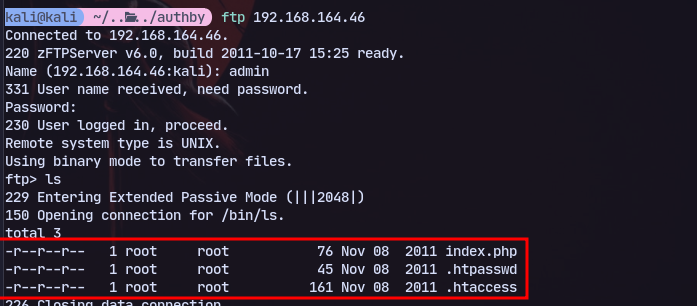 kali@kali ~/../authby ftp 192.168.164.46
Connected to 192.168.164.46.
220 zFTPServer v6.0, build 2011-10-17 15:25 ready.
Name (192.168.164.46:kali): admin
331 User name received, need password.
Password:
230 User logged in, proceed.
Remote system type is UNIX.
Using binary mode to transfer files.
ftp> ls
229 Entering Extended Passive Mode (|||2048|)
150 Opening connection for /bin/ls.
total 3
-r--r--r-- 1 root root 76 Nov 08 2011 index.php
-r--r--r-- 1 root root 45 Nov 08 2011 .htpasswd
-r--r--r-- 1 root root 161 Nov 08 2011 .htaccess
226 Closing data connection